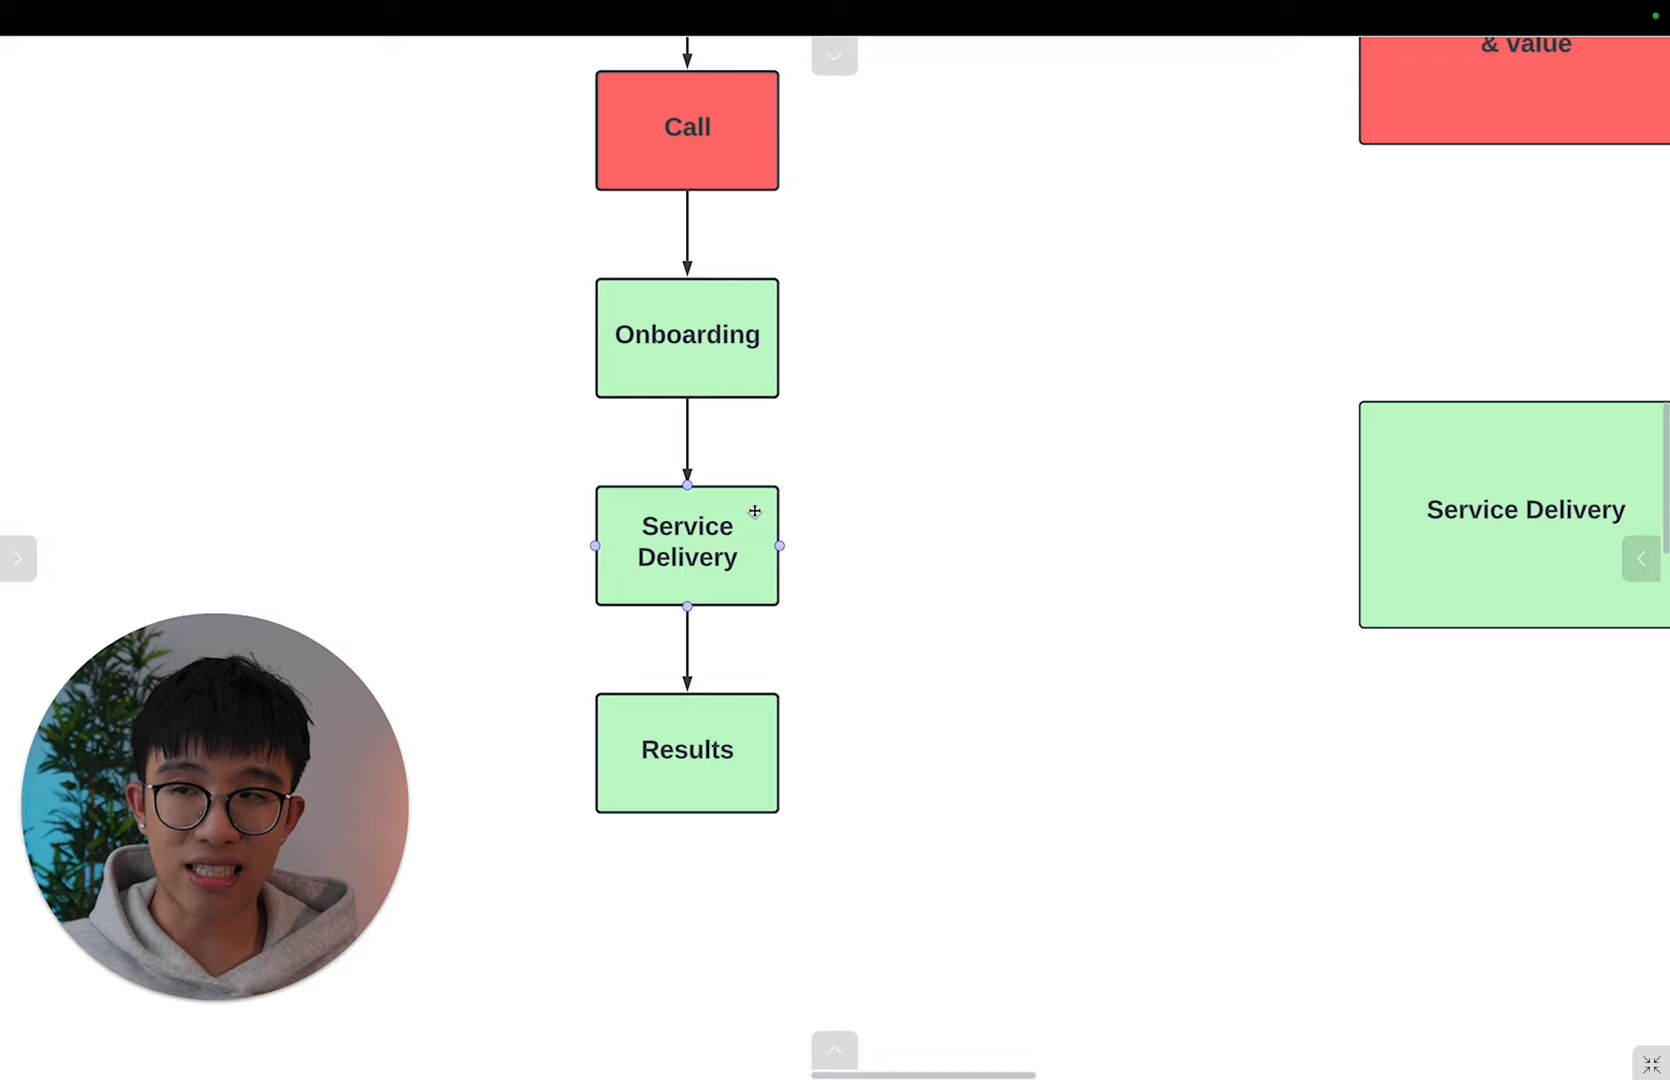 & value
Call
Onboarding
Service
Delivery
Service Delivery
Results